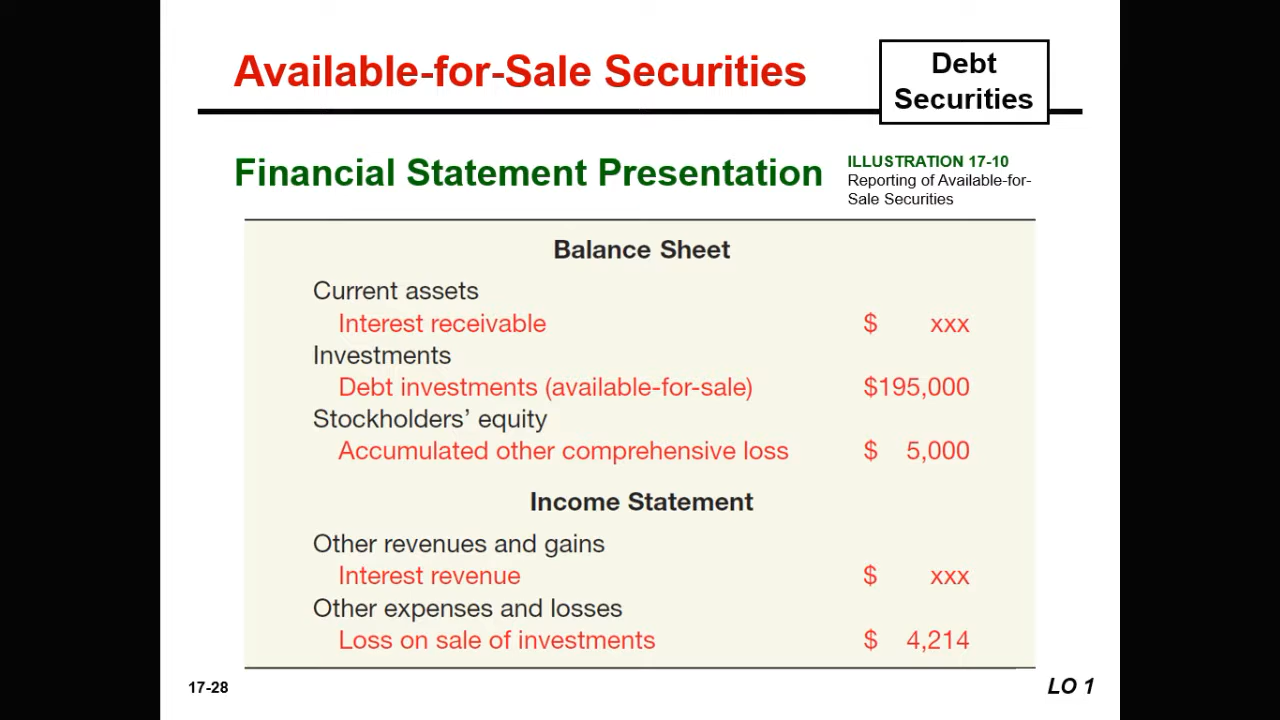 Available-for-Sale Securities
Debt
Securities
Financial Statement Presentation
ILLUSTRATION 17-10
Reporting of Available-for-
Sale Securities
Balance Sheet
Current assets
Interest receivable $ xxx
Investments
Debt investments (available-for-sale) $195,000
Stockholders’ equity
Accumulated other comprehensive loss $ 5,000
Income Statement
Other revenues and gains
Interest revenue $ xxx
Other expenses and losses
Loss on sale of investments $ 4,214
17-28
LO 1